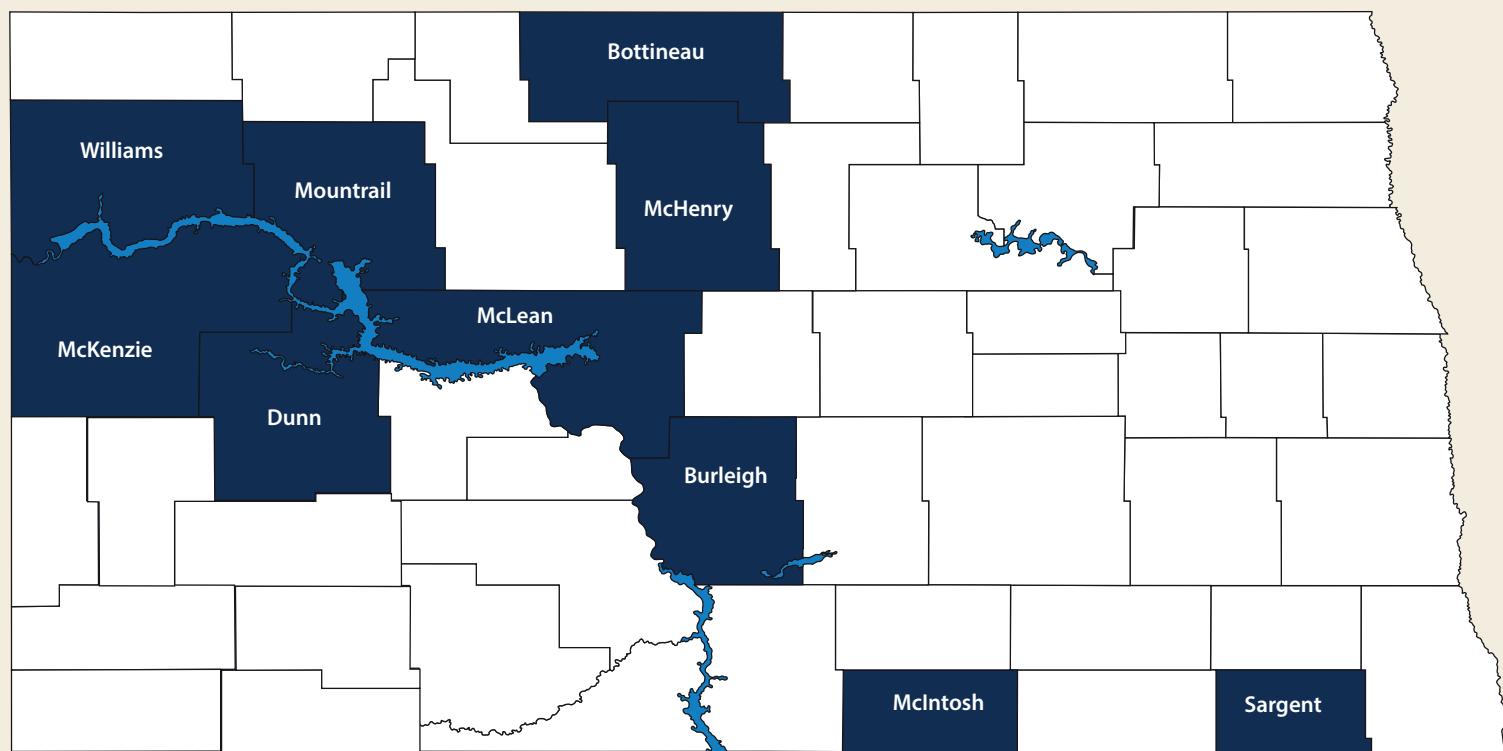 Bottineau
Williams
Mountrail
McHenry
McLean
McKenzie
Dunn
Burleigh
McIntosh
Sargent